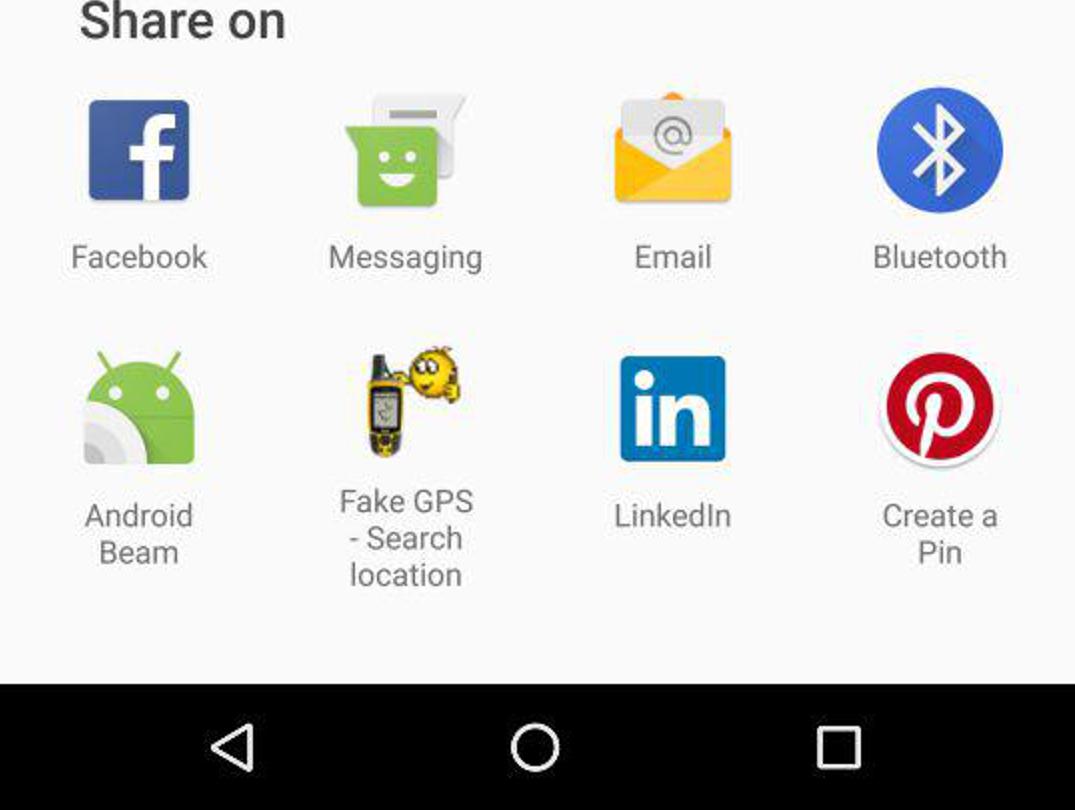 Share on
Facebook
Messaging
Email
Bluetooth
Android
Beam
Fake GPS
- Search
location
LinkedIn
Create a
Pin